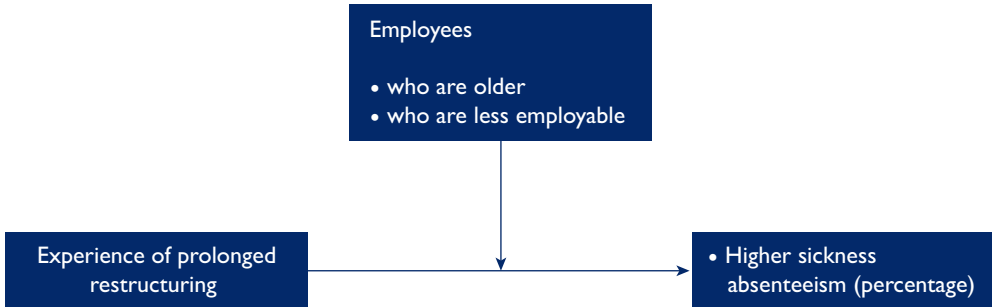 Employees
• who are older
• who are less employable
Experience of prolonged
restructuring
• Higher sickness
absenteeism (percentage)